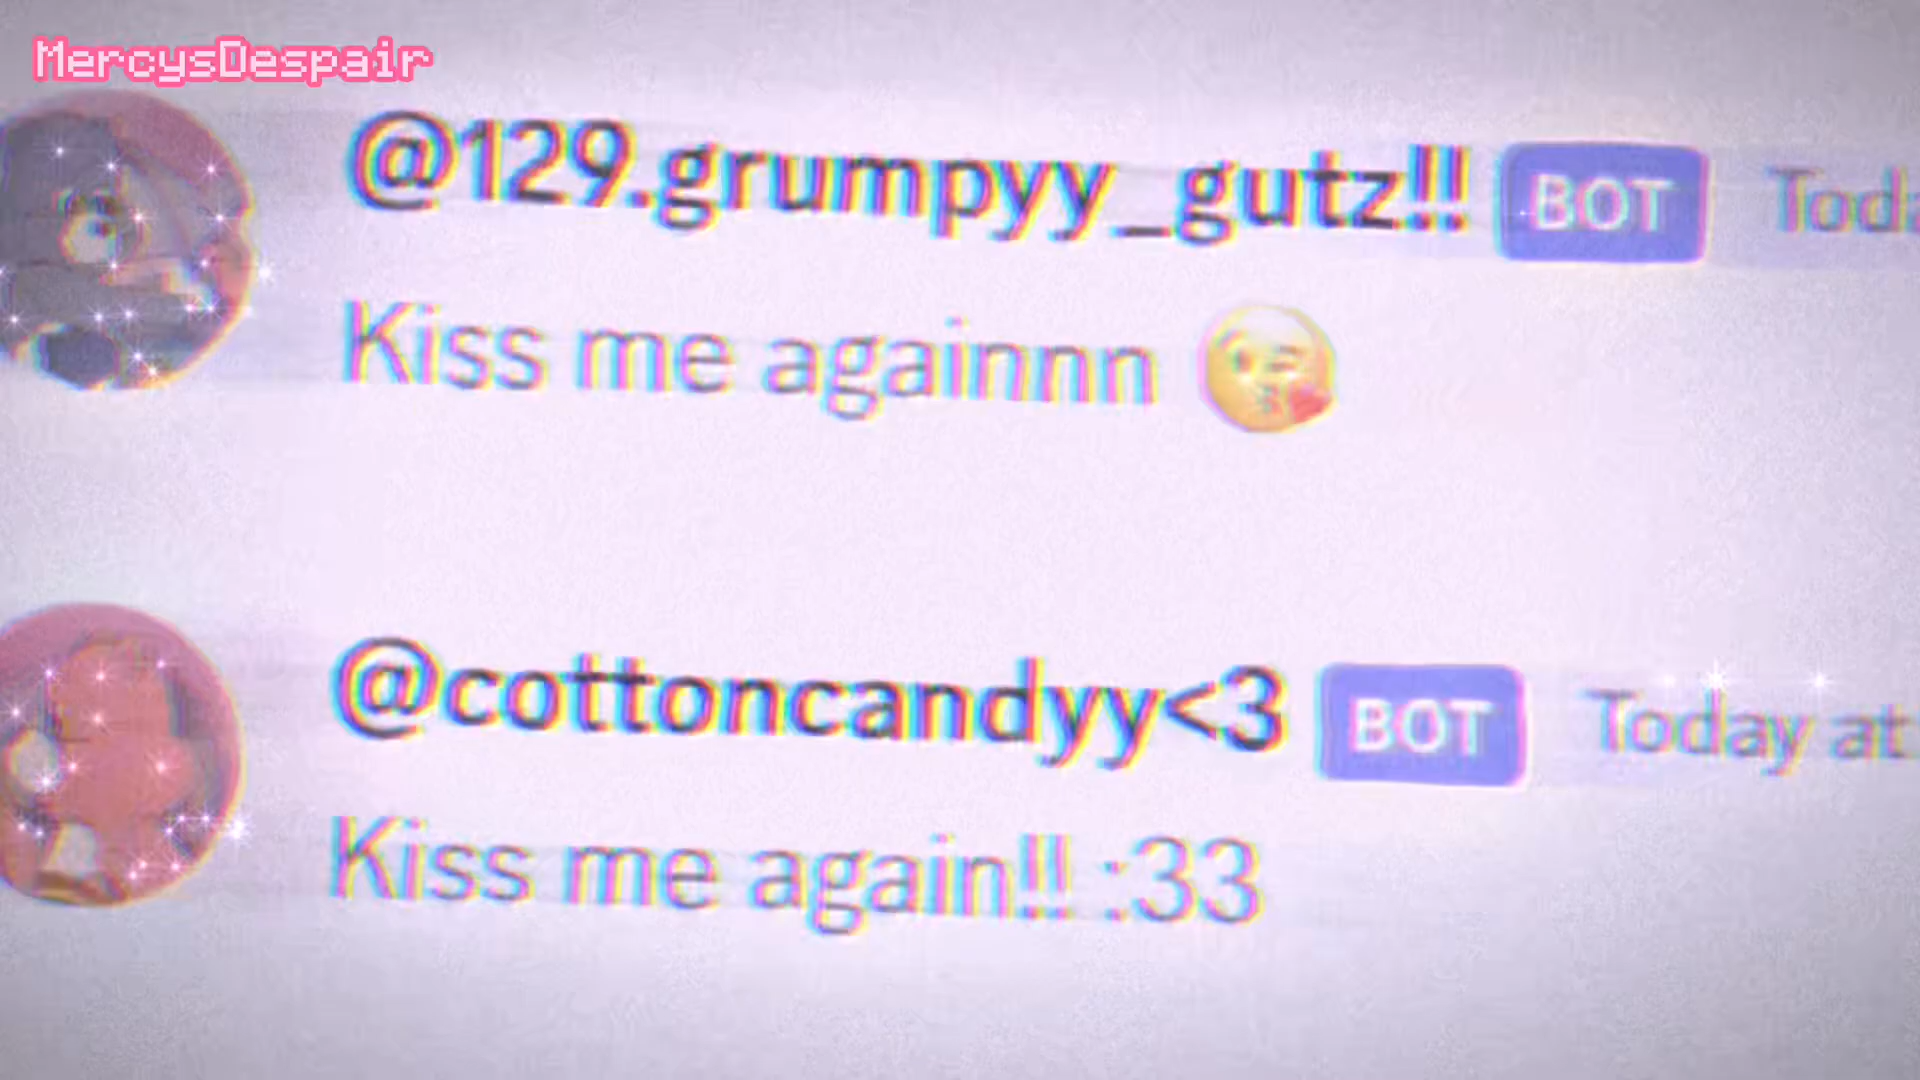 MercysDespair
@129.grumpyy_gutz!! BOT
Kiss me againnn 😘
@cottoncandyy<3 BOT Today at
Kiss me again!! :33